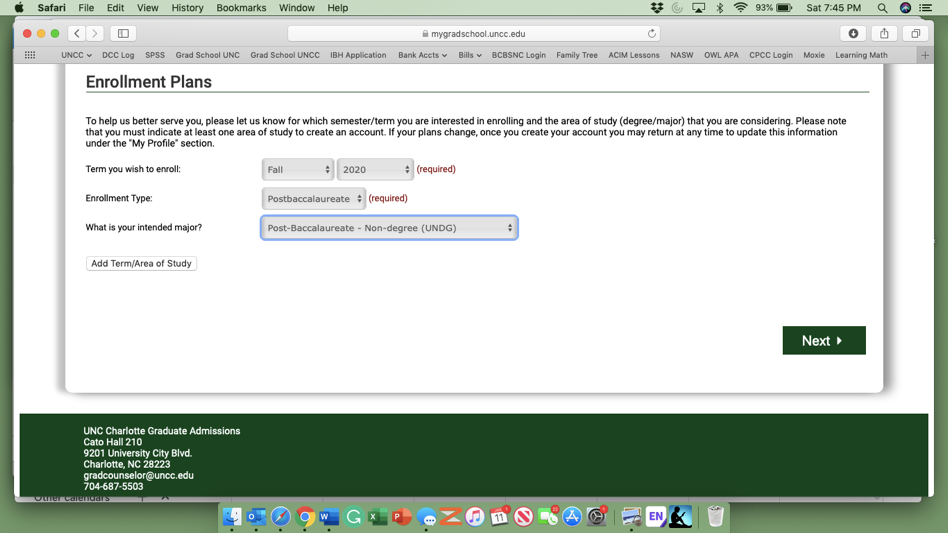 Safari File Edit View History Bookmarks Window Help 93% Sat 7:45 PM
mygradschool.uncc.edu
UNCC DCC Log SPSS Grad School UNC Grad School UNCC IBH Application Bank Accts Bills BCBSNC Login Family Tree ACIM Lessons NASW OWL APA CPCC Login Moxie Learning Math
Enrollment Plans
To help us better serve you, please let us know for which semester/term you are interested in enrolling and the area of study (degree/major) that you are considering. Please note
that you must indicate at least one area of study to create an account. If your plans change, once you create your account you may return at any time to update this information
under the "My Profile" section.
Term you wish to enroll: Fall 2020 (required)
Enrollment Type: Postbaccalaureate (required)
What is your intended major? Post-Baccalaureate - Non-degree (UNDG)
Add Term/Area of Study
Next
UNC Charlotte Graduate Admissions
Cato Hall 210
9201 University City Blvd.
Charlotte, NC 28223
gradcounselor@uncc.edu
704-687-5503
Other calendars
EN